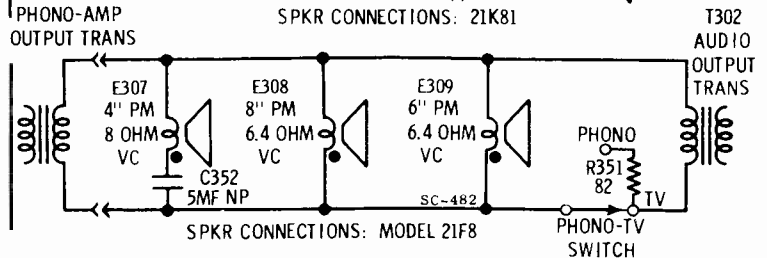 PHONO-AMP
OUTPUT TRANS
SPKR CONNECTIONS: 21K81
T302
AUDIO
OUTPUT
TRANS
E307
4" PM
8 OHM
VC
C352
5MF NP
E308
8" PM
6.4 OHM
VC
E309
6" PM
6.4 OHM
VC
PHONO
R351
82
TV
SC-482
PHONO-TV
SWITCH
SPKR CONNECTIONS: MODEL 21F8